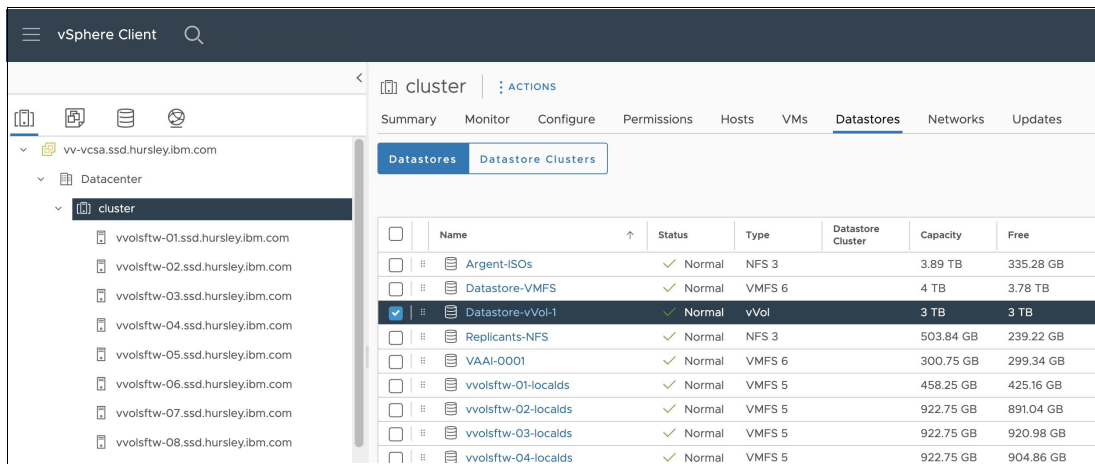 vSphere Client
cluster
ACTIONS
Summary Monitor Configure Permissions Hosts VMs Datastores Networks Updates
vv-vcsa.ssd.hursley.ibm.com
Datacenter
cluster
vvolsftw-01.ssd.hursley.ibm.com
vvolsftw-02.ssd.hursley.ibm.com
vvolsftw-03.ssd.hursley.ibm.com
vvolsftw-04.ssd.hursley.ibm.com
vvolsftw-05.ssd.hursley.ibm.com
vvolsftw-06.ssd.hursley.ibm.com
vvolsftw-07.ssd.hursley.ibm.com
vvolsftw-08.ssd.hursley.ibm.com
Datastores Datastore Clusters
Name Status Type Datastore Cluster Capacity Free
Argent-ISOs Normal NFS 3 3.89 TB 335.28 GB
Datastore-VMFS Normal VMFS 6 4 TB 3.78 TB
Datastore-vVol-1 Normal vVol 3 TB 3 TB
Replicants-NFS Normal NFS 3 503.84 GB 239.22 GB
VAAI-0001 Normal VMFS 6 300.75 GB 299.34 GB
vvolsftw-01-localds Normal VMFS 5 458.25 GB 425.16 GB
vvolsftw-02-localds Normal VMFS 5 922.75 GB 891.04 GB
vvolsftw-03-localds Normal VMFS 5 922.75 GB 920.98 GB
vvolsftw-04-localds Normal VMFS 5 922.75 GB 904.86 GB